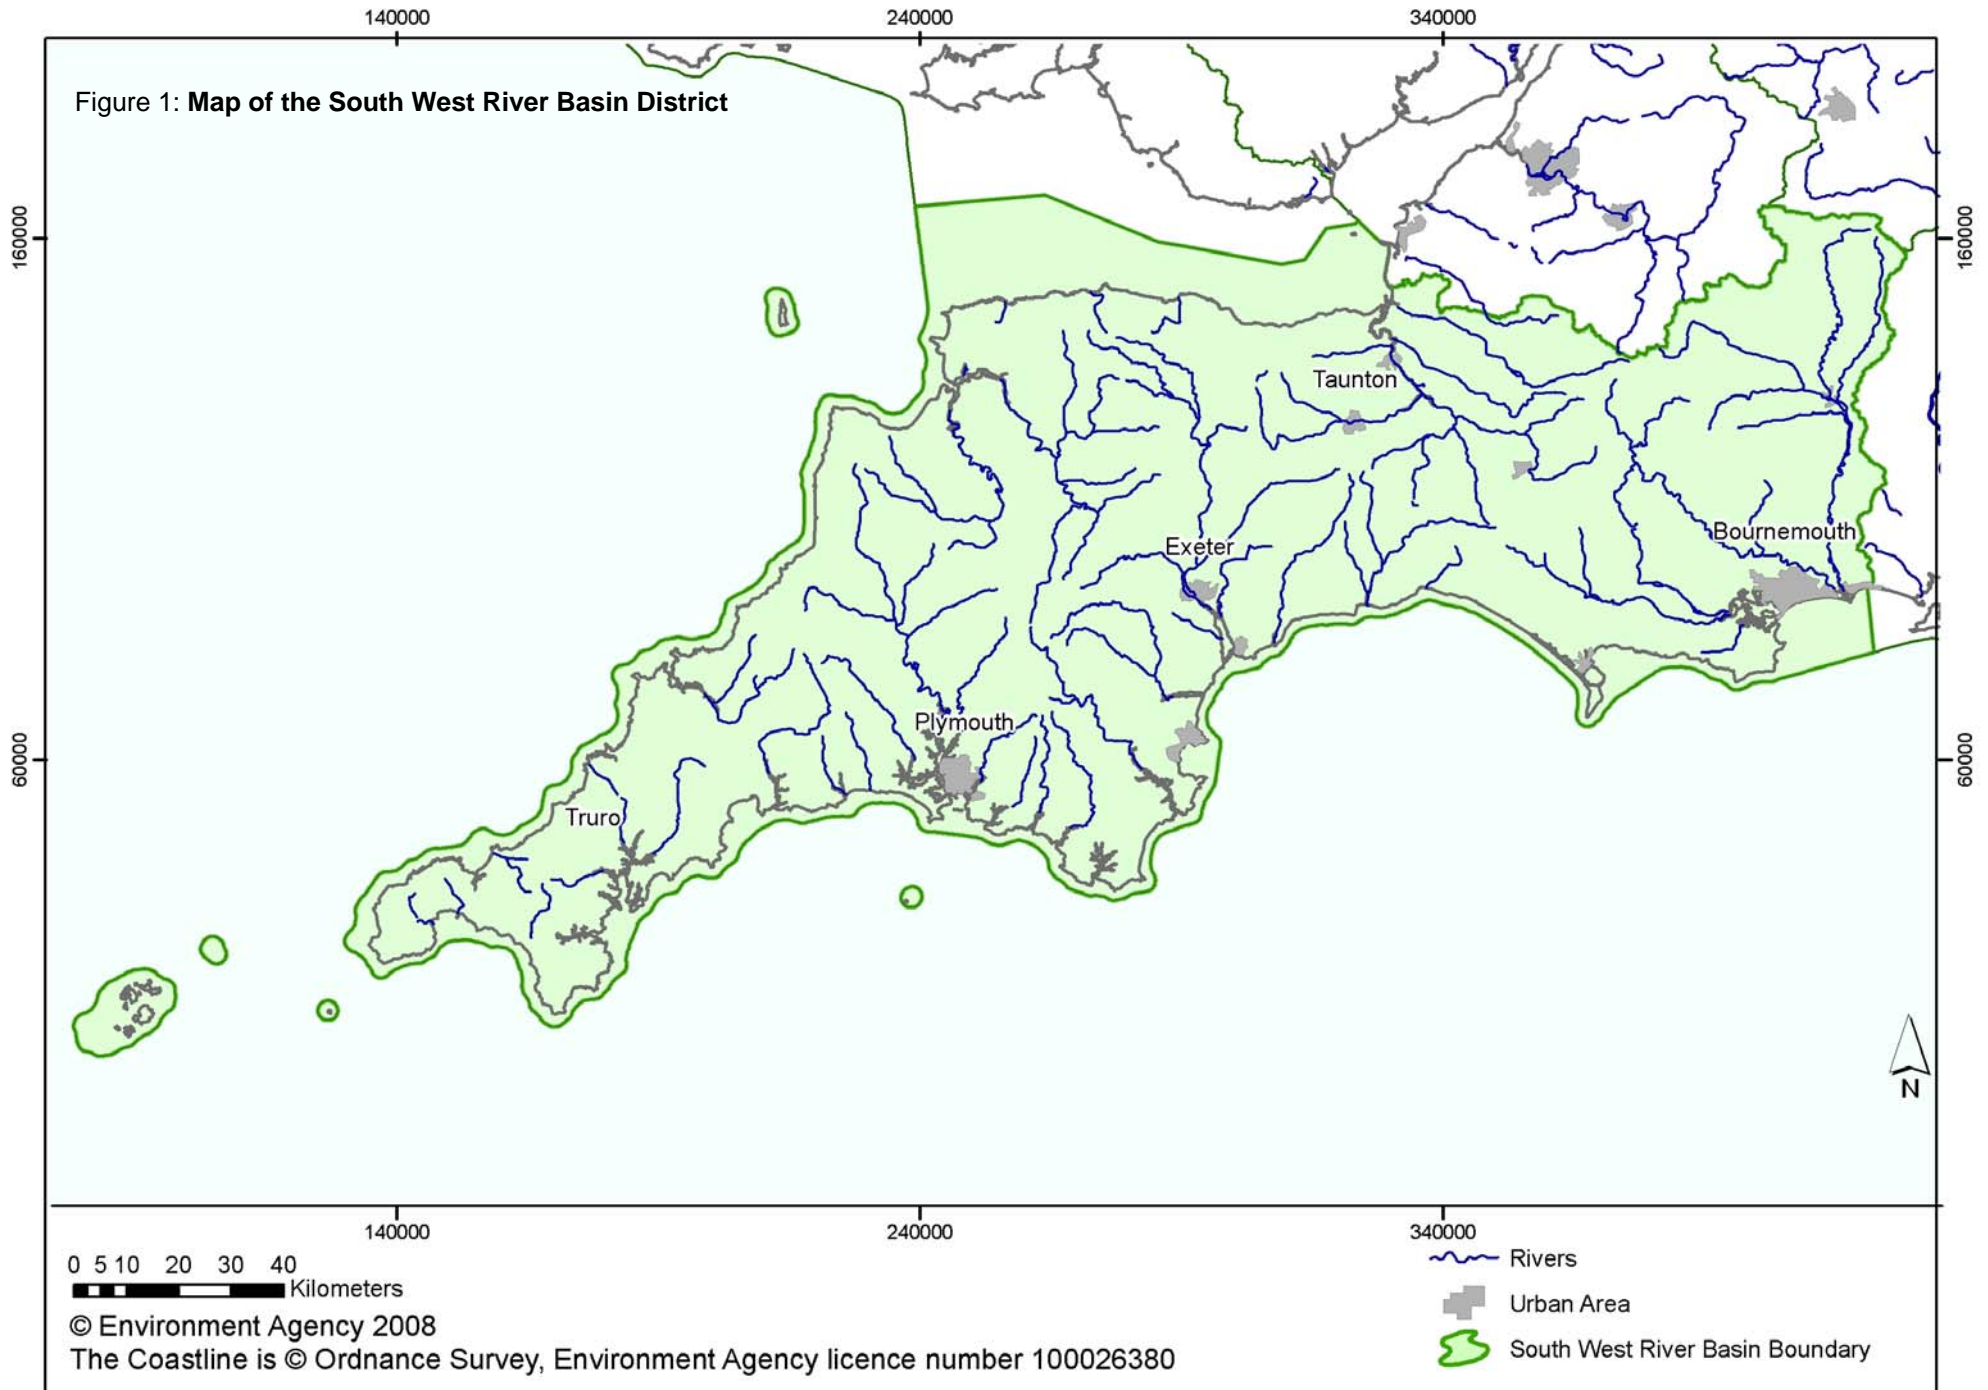 140000 240000 340000
Figure 1: Map of the South West River Basin District
160000 160000
Taunton
Exeter
Bournemouth
Plymouth
60000 60000
Truro
N
140000 240000 340000
0 5 10 20 30 40
Kilometers
© Environment Agency 2008
The Coastline is © Ordnance Survey, Environment Agency licence number 100026380
Rivers
Urban Area
South West River Basin Boundary